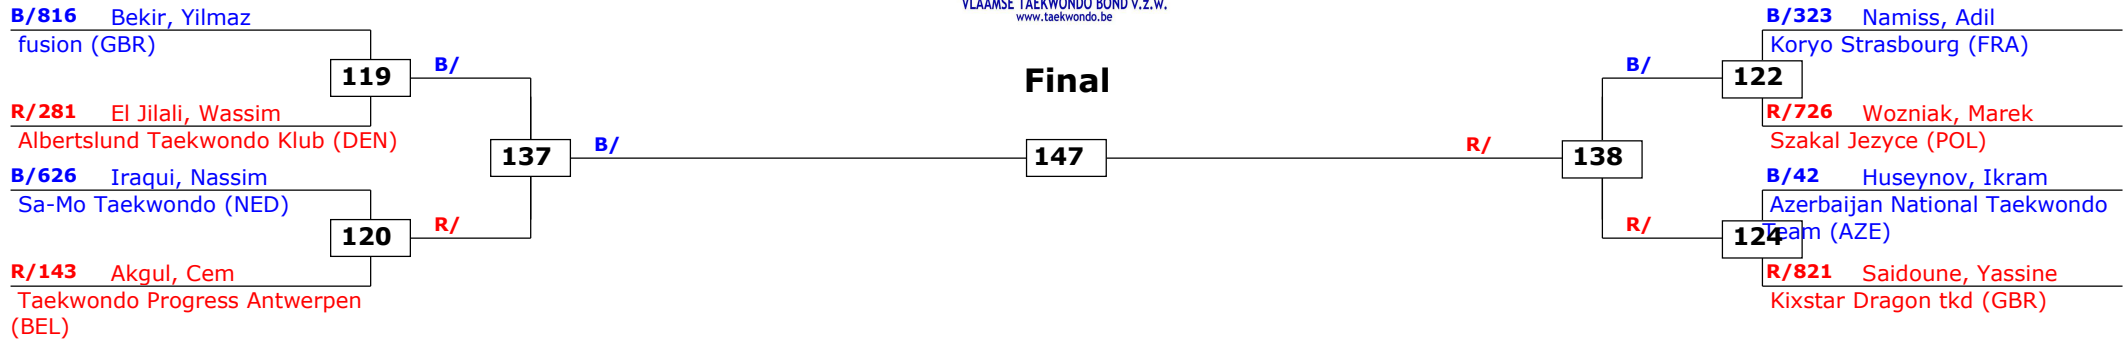 VLAAMSE TAEKWONDO BOND v.z.w.
www.taekwondo.be
B/816 Bekir, Yilmaz
fusion (GBR)
119
B/
R/281 El Jilali, Wassim
Albertslund Taekwondo Klub (DEN)
137
B/
B/626 Iraqui, Nassim
Sa-Mo Taekwondo (NED)
120
R/
R/143 Akgul, Cem
Taekwondo Progress Antwerpen
(BEL)
Final
147
B/323 Namiss, Adil
Koryo Strasbourg (FRA)
B/
122
R/726 Wozniak, Marek
Szakal Jezyce (POL)
R/
138
B/42 Huseynov, Ikram
Azerbaijan National Taekwondo
Team (AZE)
R/
124
R/821 Saidoune, Yassine
Kixstar Dragon tkd (GBR)